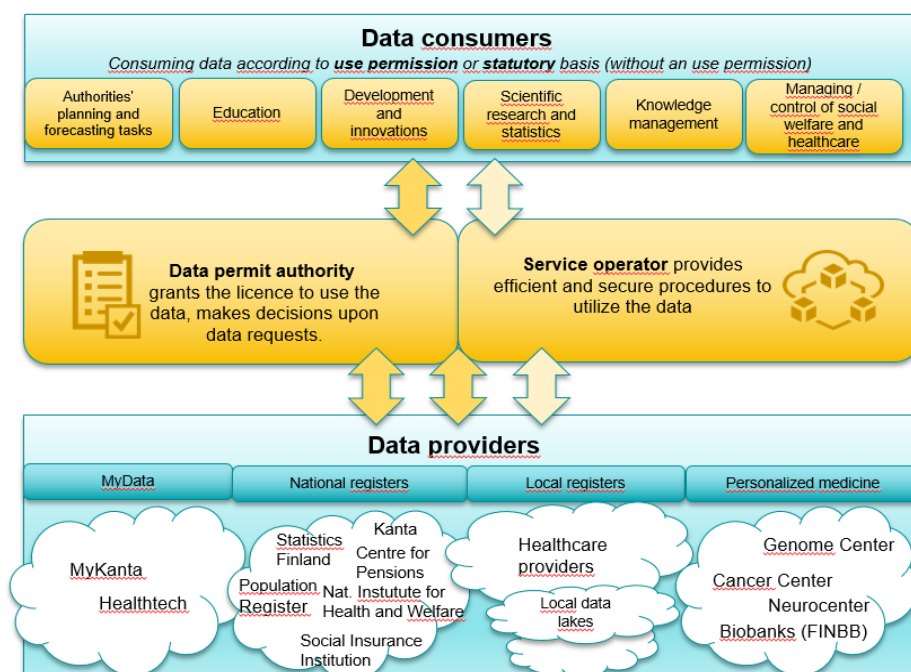 Data consumers
Consuming data according to use permission or statutory basis (without an use permission)
Authorities'
planning and
forecasting tasks
Education
Development
and
innovations
Scientific
research and
statistics
Knowledge
management
Managing /
control of social
welfare and
healthcare
Data permit authority
grants the licence to use the
data, makes decisions upon
data requests.
Service operator provides
efficient and secure procedures to
utilize the data
Data providers
MyData
National registers
Local registers
Personalized medicine
MyKanta
Healthtech
Kanta
Statistics
Finland
Centre for
Pensions
Population
Register
Nat. Instutute for
Health and Welfare
Social Insurance
Institution
Healthcare
providers
Local data
lakes
Genome Center
Cancer Center
Neurocenter
Biobanks (FINBB)